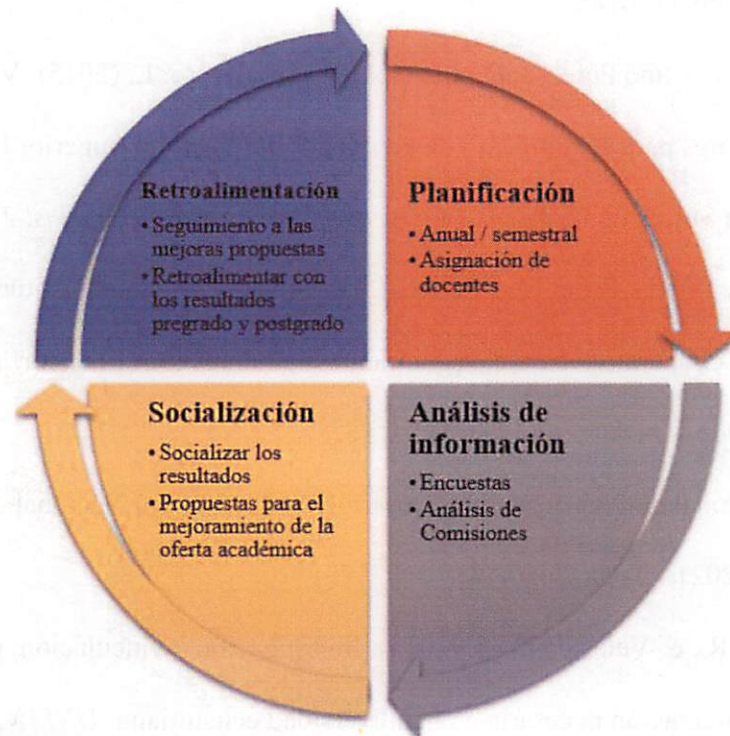 Retroalimentación
• Seguimiento a las
mejoras propuestas
• Retroalimentar con
los resultados
pregrado y postgrado
Planificación
• Anual / semestral
• Asignación de
docentes
Socialización
• Socializar los
resultados
• Propuestas para el
mejoramiento de la
oferta académica
Análisis de
información
• Encuestas
• Análisis de
Comisiones